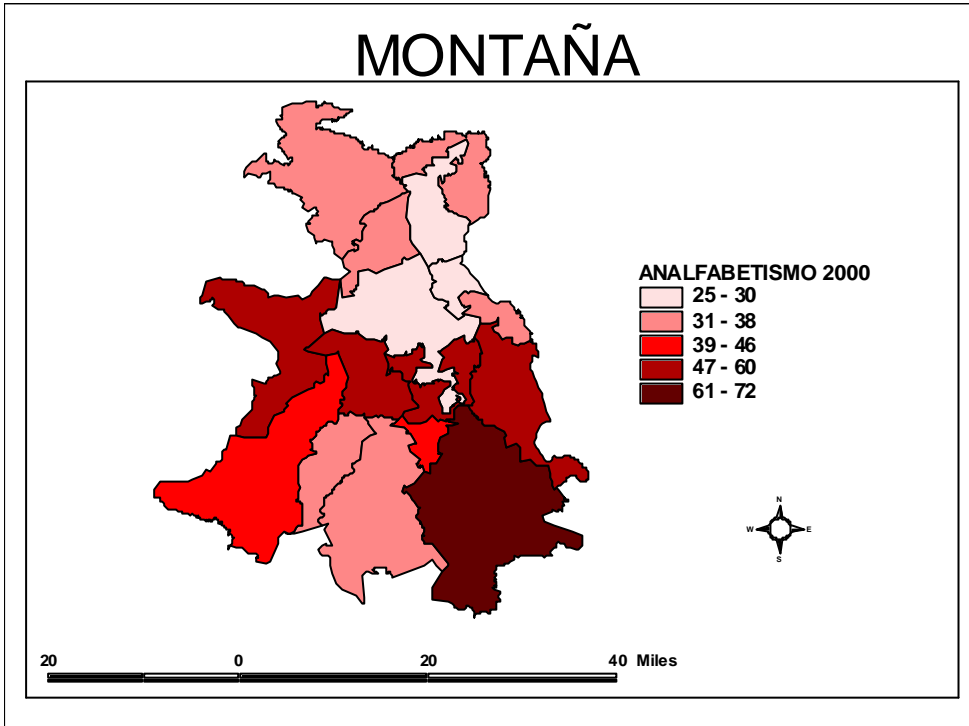 MONTAÑA
ANALFABETISMO 2000
25 - 30
31 - 38
39 - 46
47 - 60
61 - 72
N
W E
S
20 0 20 40 Miles